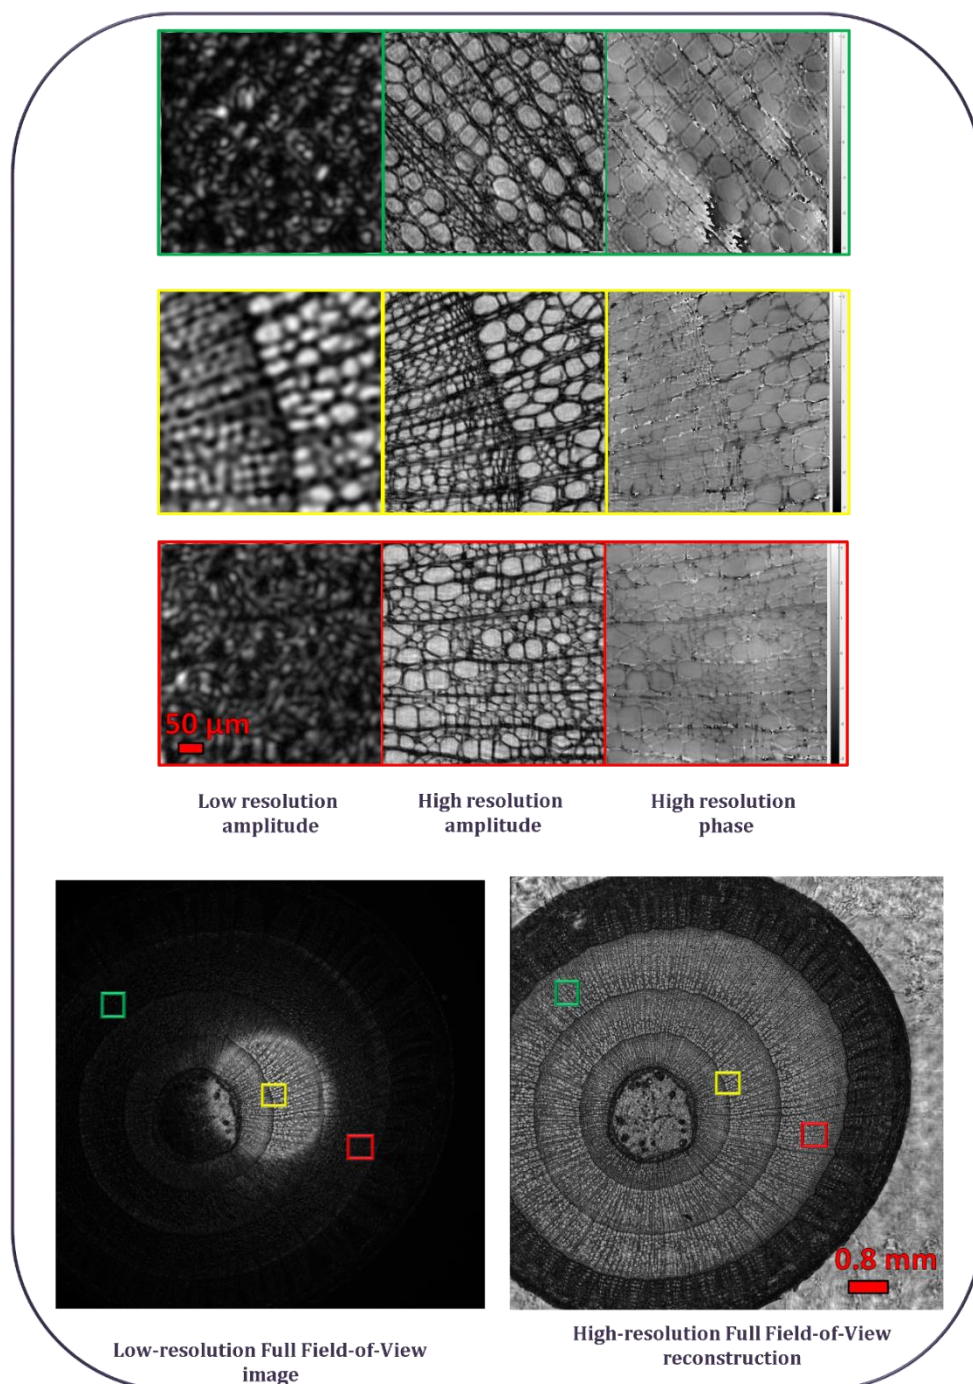 50 µm
Low resolution
amplitude
High resolution
amplitude
High resolution
phase
0.8 mm
Low-resolution Full Field-of-View
image
High-resolution Full Field-of-View
reconstruction